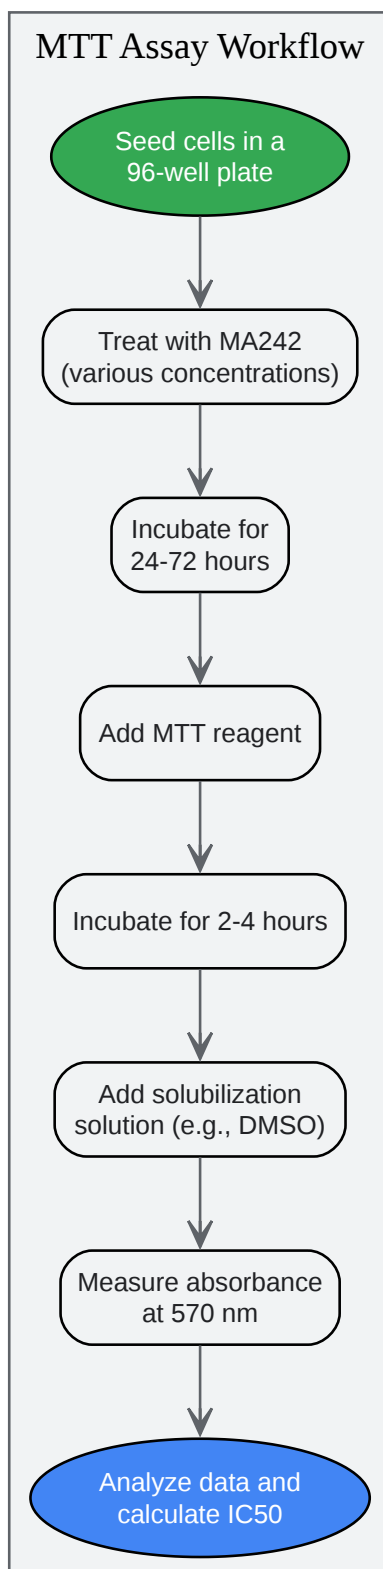 MTT Assay Workflow
Seed cells in a
96-well plate
Treat with MA242
(various concentrations)
Incubate for
24-72 hours
Add MTT reagent
Incubate for 2-4 hours
Add solubilization
solution (e.g., DMSO)
Measure absorbance
at 570 nm
Analyze data and
calculate IC50